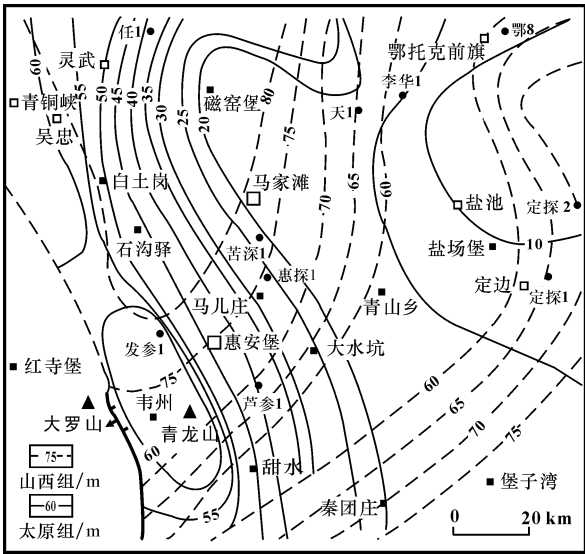 任1
鄂8
鄂托克前旗
灵武
60
55
50
45
40
35
30
25
20
80
75
70
65
60
李华1
天1
磁窑堡
青铜峡
吴忠
白土岗
马家滩
盐池
定探2
石沟驿
苦深1
盐场堡
10
惠探1
定边
定探1
马儿庄
青山乡
发参1
惠安堡
大水坑
红寺堡
75
60
65
70
75
芦参1
大罗山
韦州
青龙山
60
甜水
55
秦团庄
堡子湾
75
山西组/m
60
太原组/m
0 20 km